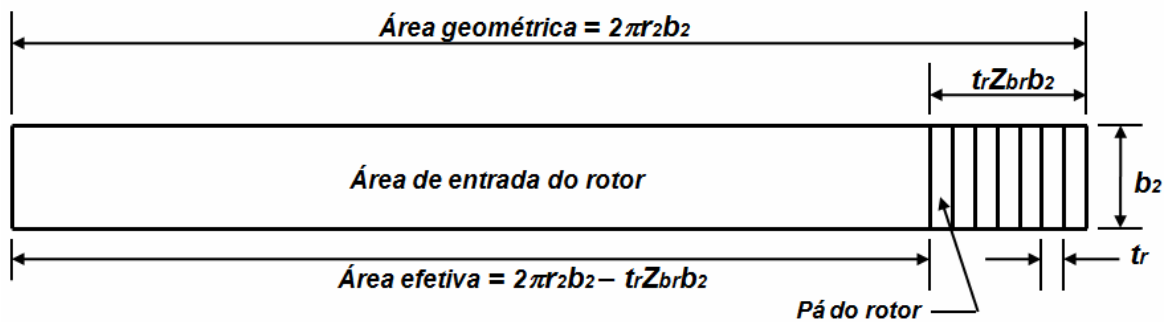 Área geométrica = 2πr2b2
trZbrb2
Área de entrada do rotor
b2
Área efetiva = 2πr2b2 – trZbrb2
tr
Pá do rotor